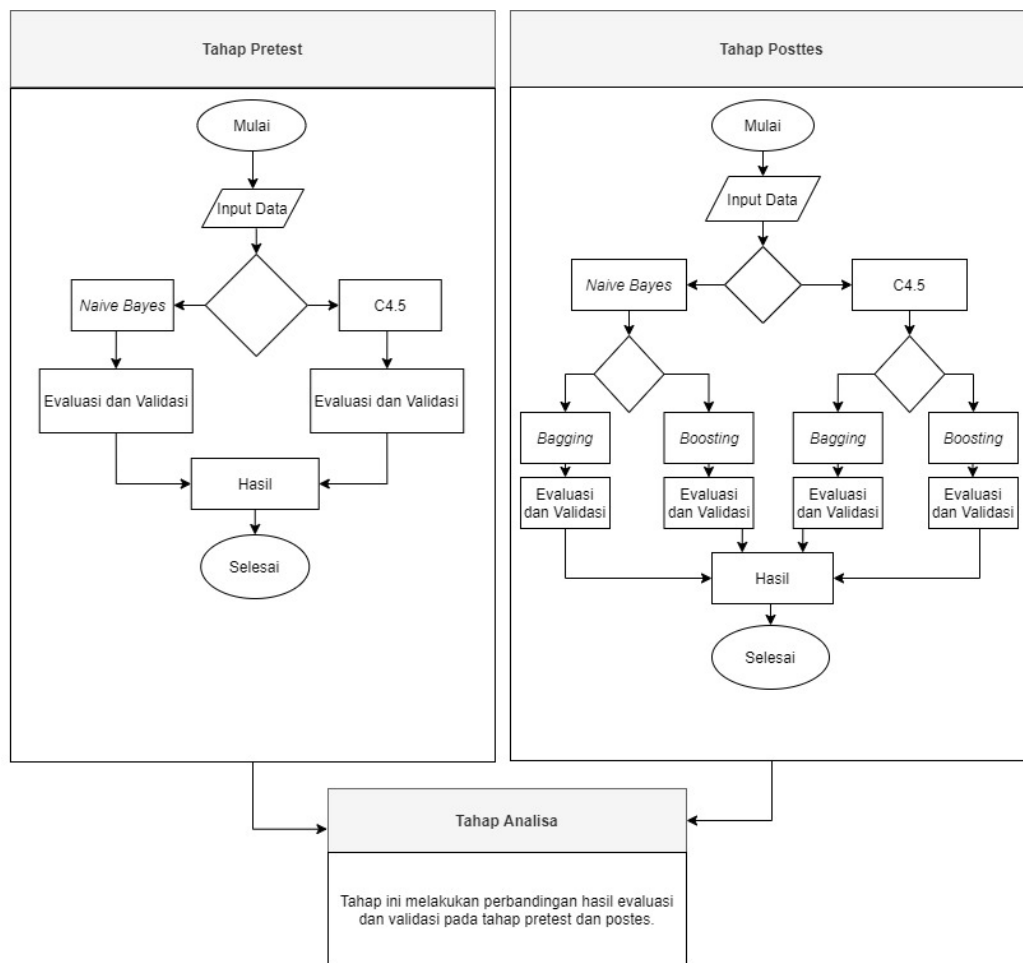 Tahap Pretest
Mulai
Input Data
Naive Bayes
C4.5
Evaluasi dan Validasi
Evaluasi dan Validasi
Hasil
Selesai
Tahap Posttes
Mulai
Input Data
Naive Bayes
C4.5
Bagging
Boosting
Bagging
Boosting
Evaluasi
dan Validasi
Evaluasi
dan Validasi
Evaluasi
dan Validasi
Evaluasi
dan Validasi
Hasil
Selesai
Tahap Analisa
Tahap ini melakukan perbandingan hasil evaluasi
dan validasi pada tahap pretest dan postes.